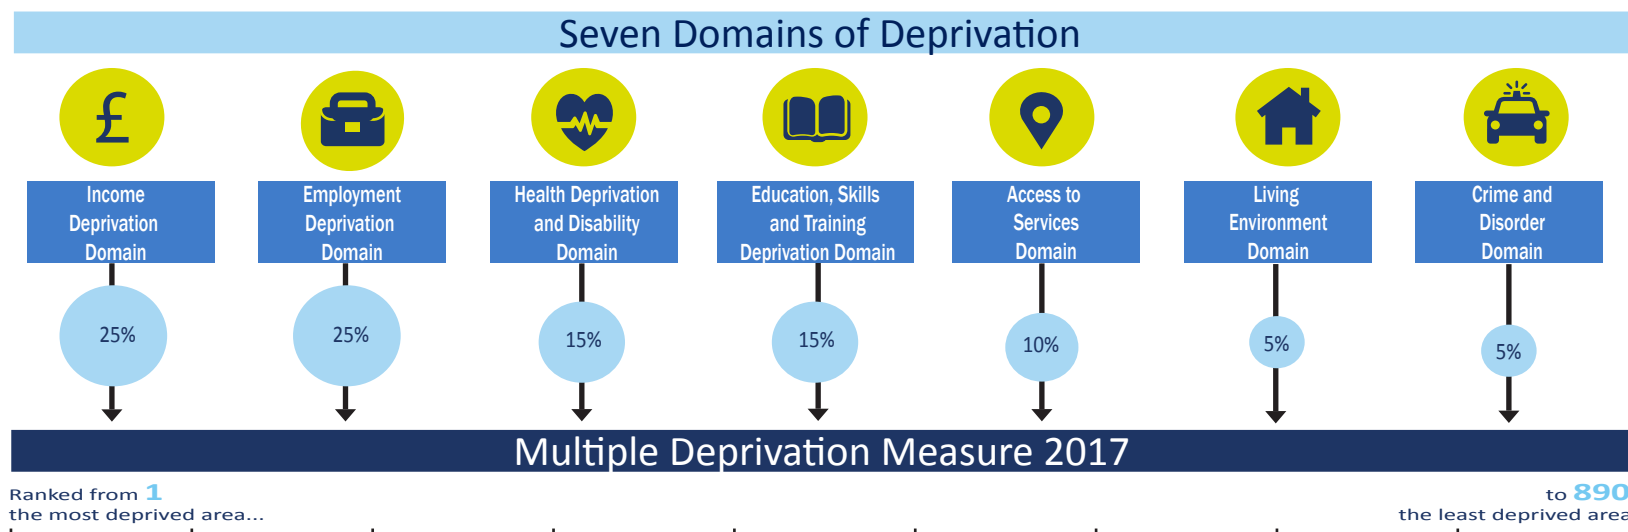 Seven Domains of Deprivation
£
Income
Deprivation
Domain
Employment
Deprivation
Domain
Health Deprivation
and Disability
Domain
Education, Skills
and Training
Deprivation Domain
Access to
Services
Domain
Living
Environment
Domain
Crime and
Disorder
Domain
25%
25%
15%
15%
10%
5%
5%
Multiple Deprivation Measure 2017
Ranked from 1
the most deprived area...
to 890
the least deprived area